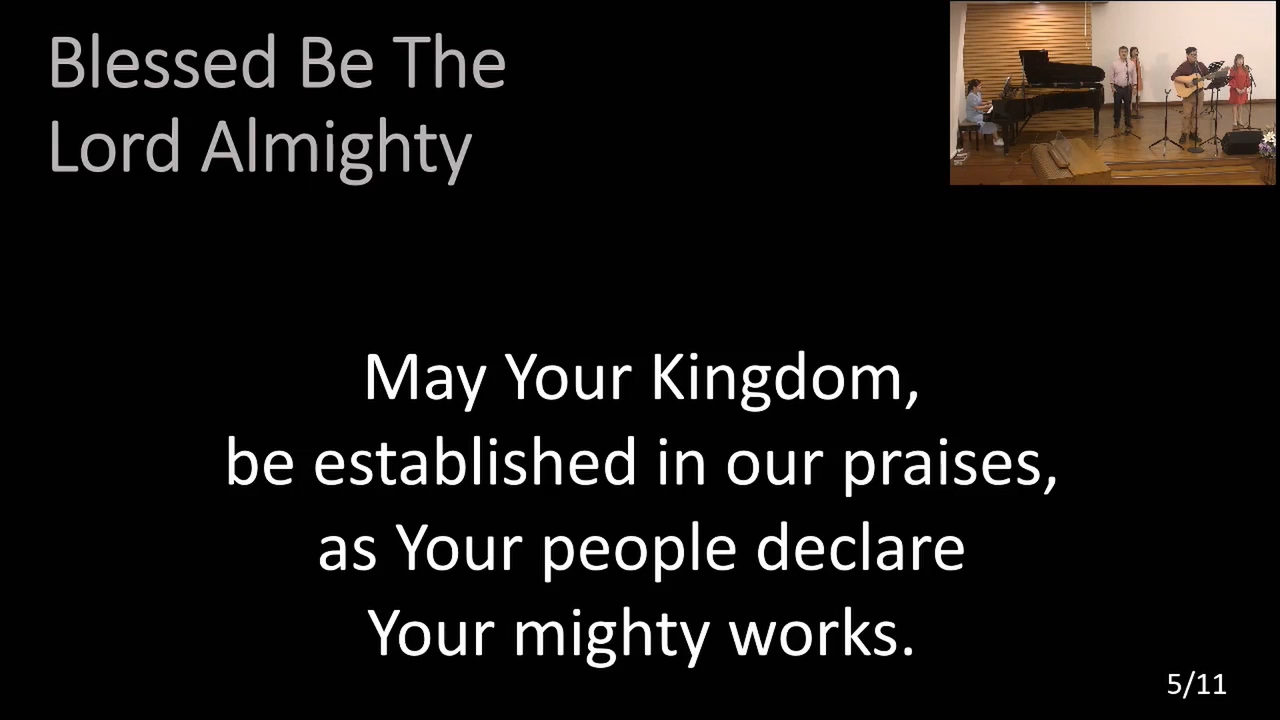 Blessed Be The
Lord Almighty
May Your Kingdom,
be established in our praises,
as Your people declare
Your mighty works.
5/11